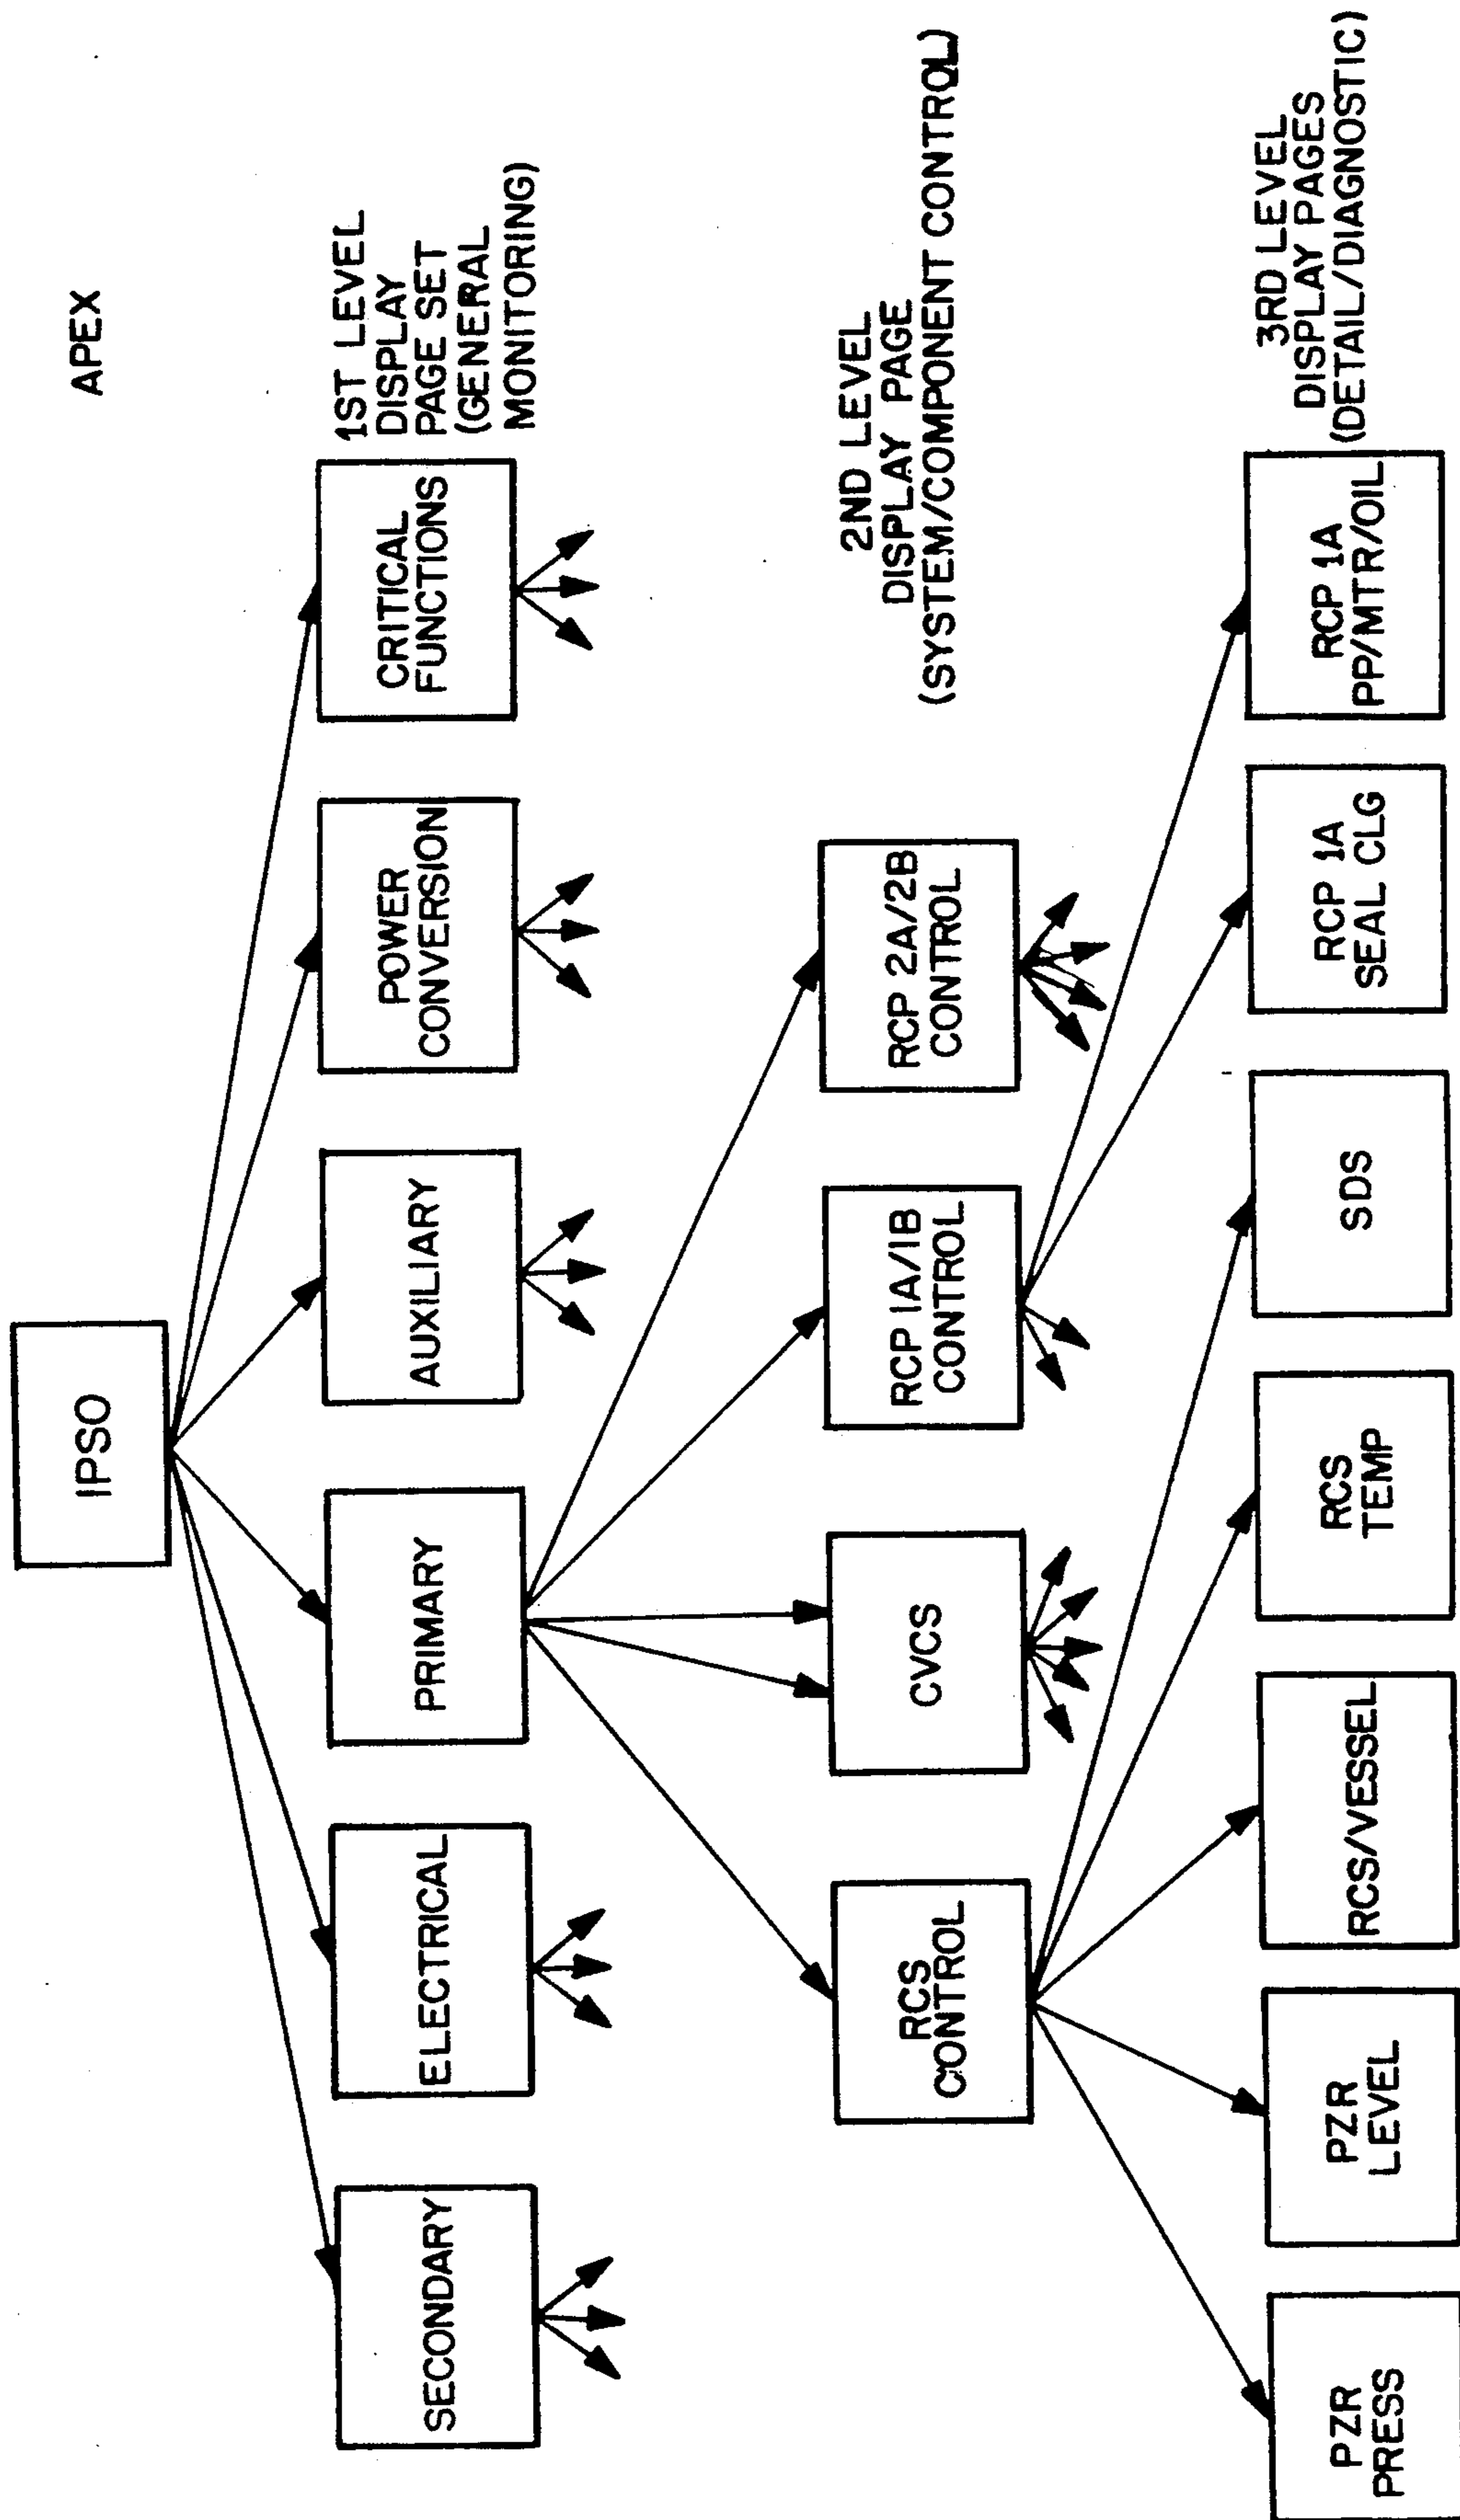 APEX
IPSO
1ST LEVEL
DISPLAY
PAGE SET
(GENERAL
MONITORING)
SECONDARY
ELECTRICAL
PRIMARY
AUXILIARY
POWER
CONVERSION
CRITICAL
FUNCTIONS
2ND LEVEL
DISPLAY PAGE
(SYSTEM/COMPONENT CONTROL)
RCS
CONTROL
CVCS
RCP 1A/1B
CONTROL
RCP 2A/2B
CONTROL
3RD LEVEL
DISPLAY PAGES
(DETAIL/DIAGNOSTIC)
PZR
PRESS
PZR
LEVEL
RCS/VESSEL
RCS
TEMP
SDS
RCP 1A
SEAL CLG
RCP 1A
PP/MTR/OIL